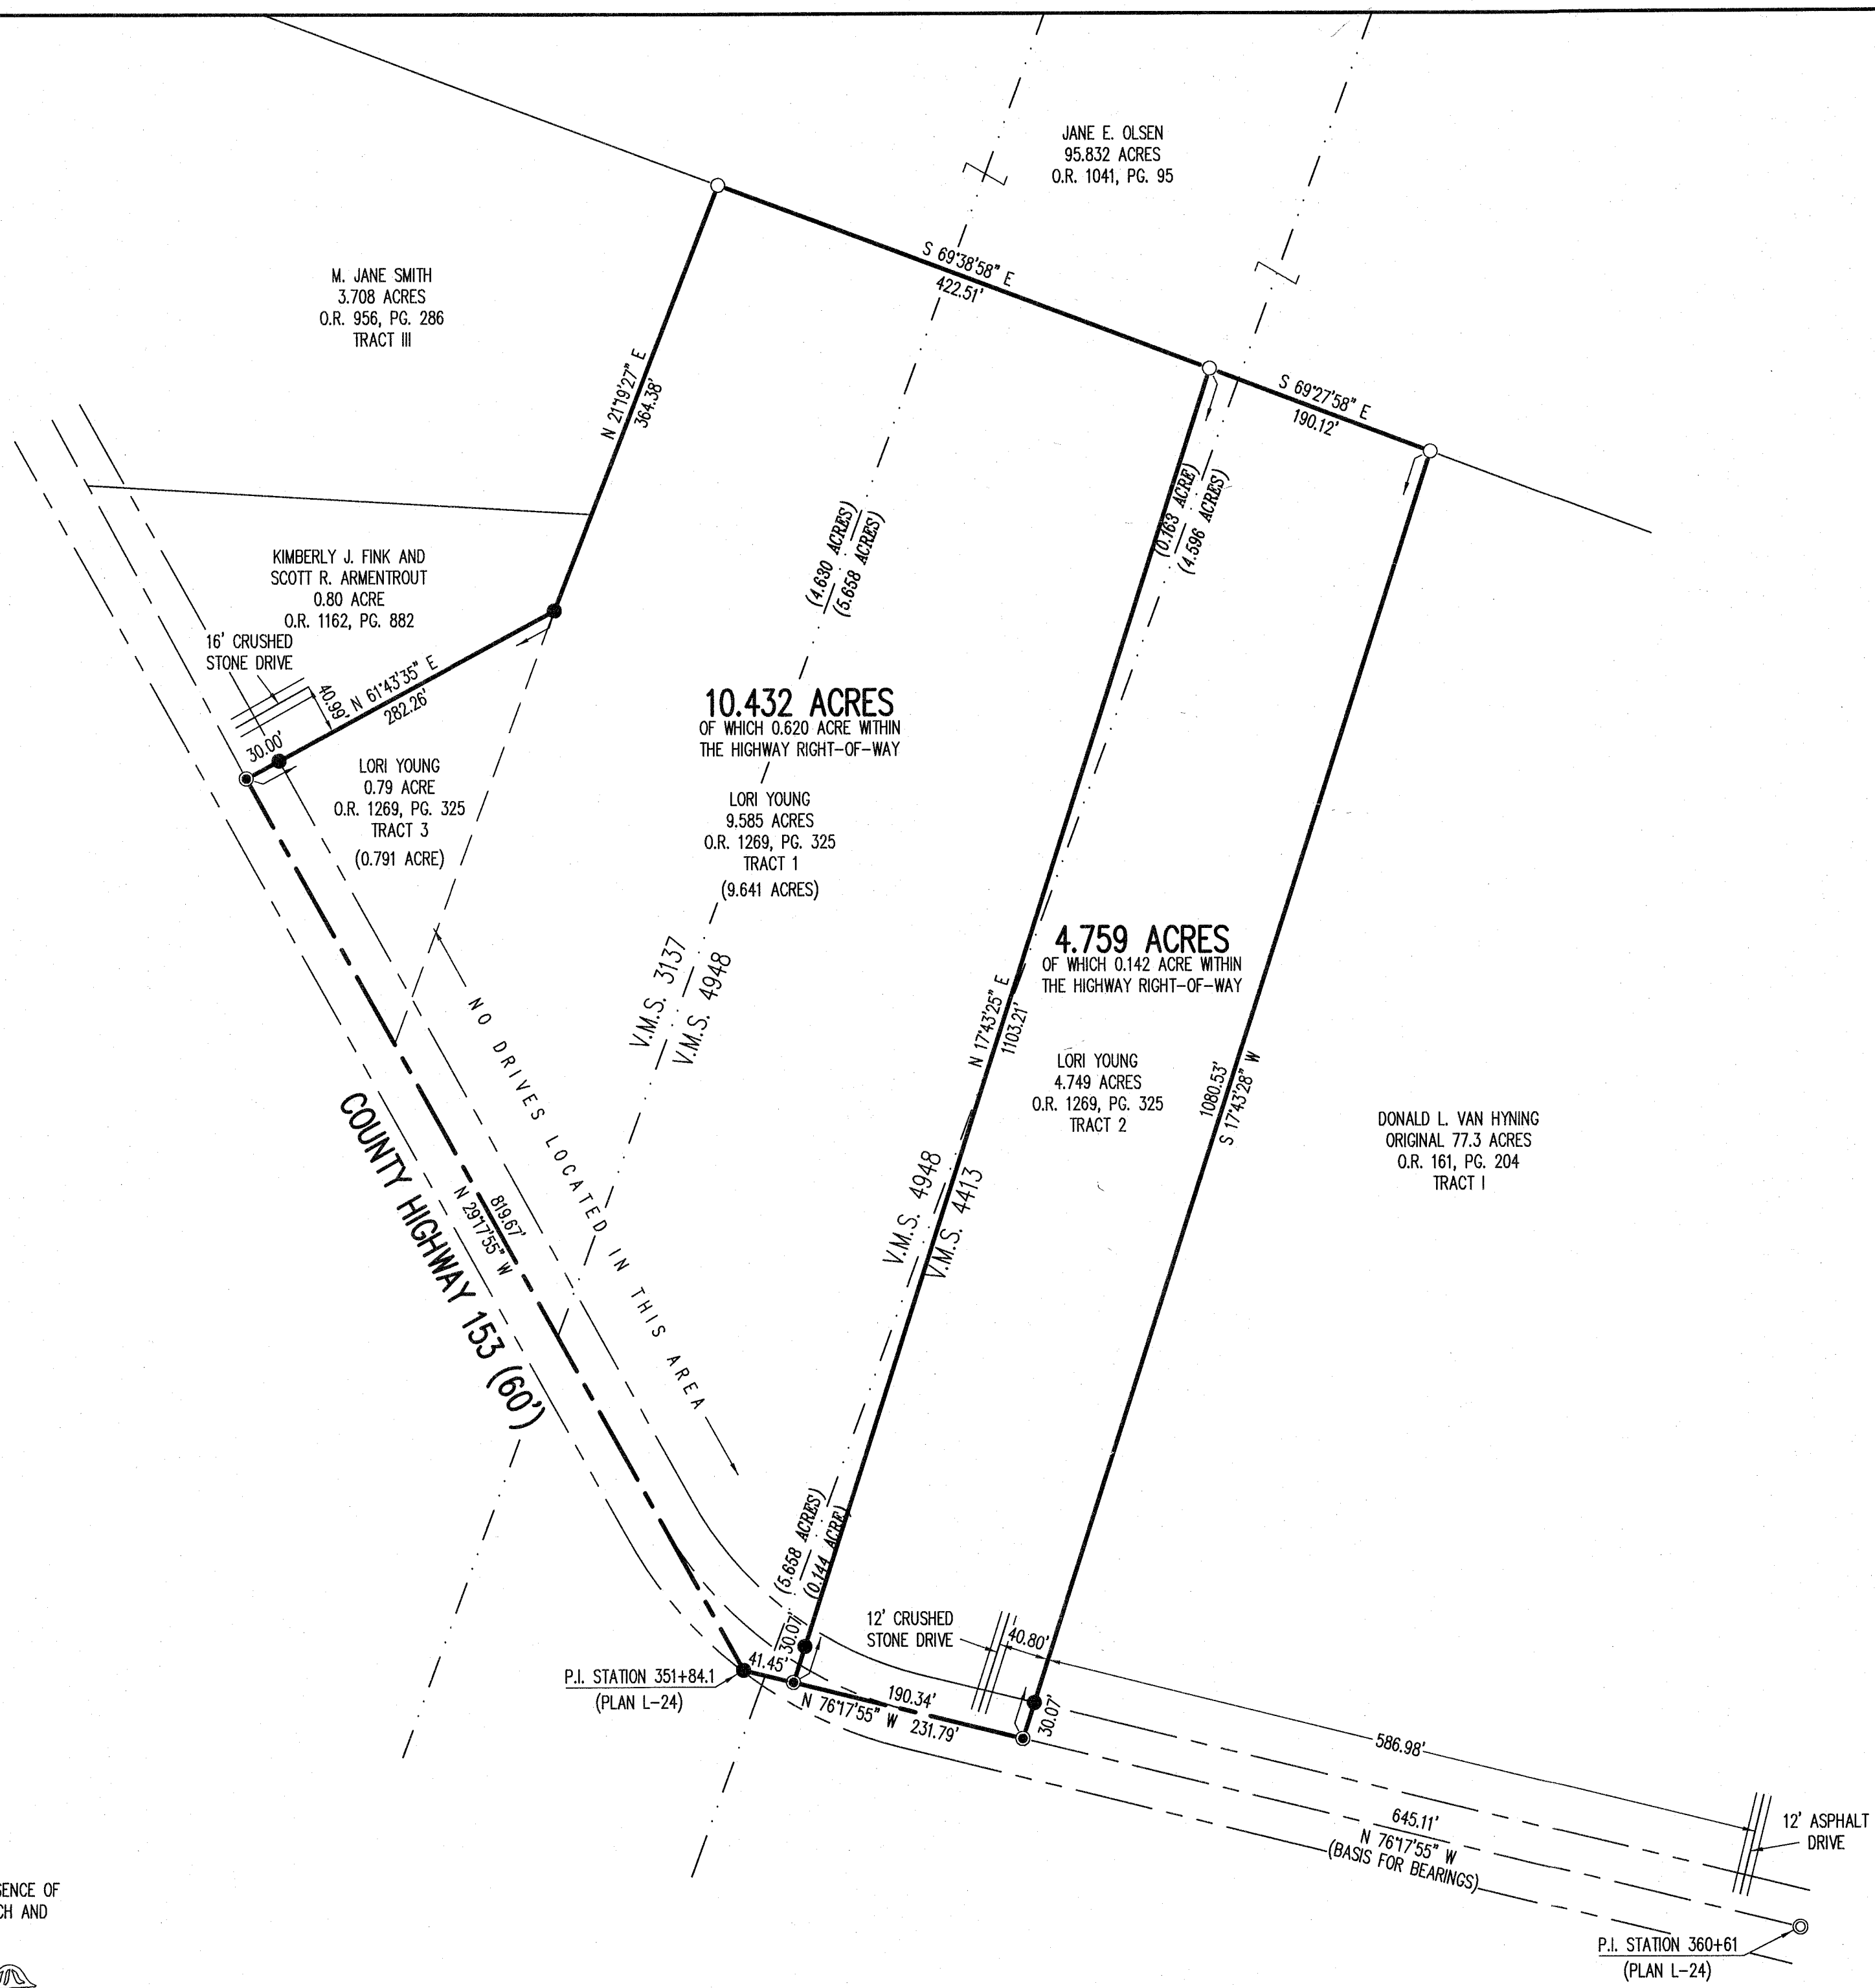 JANE E. OLSEN
95.832 ACRES
O.R. 1041, PG. 95
S 69°38'58" E
422.51'
M. JANE SMITH
3.708 ACRES
O.R. 956, PG. 286
TRACT III
N 21°19'27" E
364.38'
S 69°27'58" E
190.12'
(0.163 ACRE)
(4.596 ACRES)
(4.630 ACRES)
(5.658 ACRES)
KIMBERLY J. FINK AND
SCOTT R. ARMENTROUT
0.80 ACRE
O.R. 1162, PG. 882
16' CRUSHED
STONE DRIVE
40.99'
N 61°43'35" E
282.26'
30.00'
10.432 ACRES
OF WHICH 0.620 ACRE WITHIN
THE HIGHWAY RIGHT-OF-WAY
LORI YOUNG
0.79 ACRE
O.R. 1269, PG. 325
TRACT 3
(0.791 ACRE)
LORI YOUNG
9.585 ACRES
O.R. 1269, PG. 325
TRACT 1
(9.641 ACRES)
V.M.S. 3137
V.M.S. 4948
4.759 ACRES
OF WHICH 0.142 ACRE WITHIN
THE HIGHWAY RIGHT-OF-WAY
N 17°43'25" E
1103.21'
LORI YOUNG
4.749 ACRES
O.R. 1269, PG. 325
TRACT 2
1080.53'
S 17°43'28" W
DONALD L. VAN HYNING
ORIGINAL 77.3 ACRES
O.R. 161, PG. 204
TRACT I
NO DRIVES LOCATED IN THIS AREA
COUNTY HIGHWAY 153 (60')
819.67'
N 29°17'55" W
V.M.S. 4948
V.M.S. 4413
(5.658 ACRES)
(0.144 ACRE)
30.07'
12' CRUSHED
STONE DRIVE
40.80'
41.45'
P.I. STATION 351+84.1
(PLAN L-24)
190.34'
N 76°17'55" W 231.79'
30.07'
586.98'
645.11'
N 76°17'55" W
(BASIS FOR BEARINGS)
12' ASPHALT
DRIVE
P.I. STATION 360+61
(PLAN L-24)
ENCE OF
CH AND